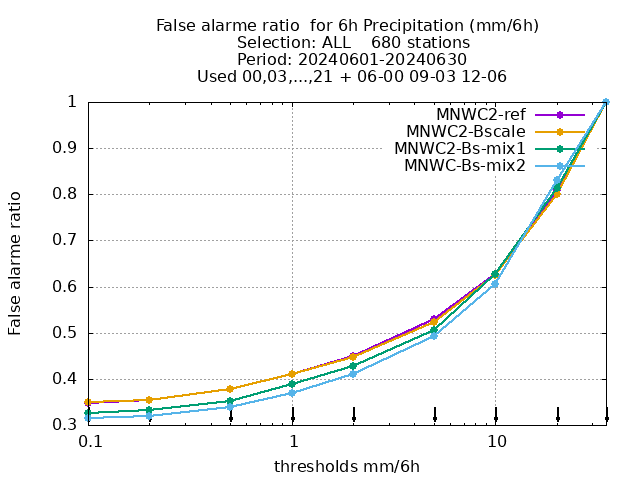 False alarme ratio  for 6h Precipitation (mm/6h)
Selection: ALL    680 stations
Period: 20240601-20240630
Used 00,03,...,21 + 06-00 09-03 12-06
MNWC2-ref
MNWC2-Bscale
MNWC2-Bs-mix1
MNWC-Bs-mix2
False alarme ratio
1
0.9
0.8
0.7
0.6
0.5
0.4
0.3
0.1 1 10
thresholds mm/6h